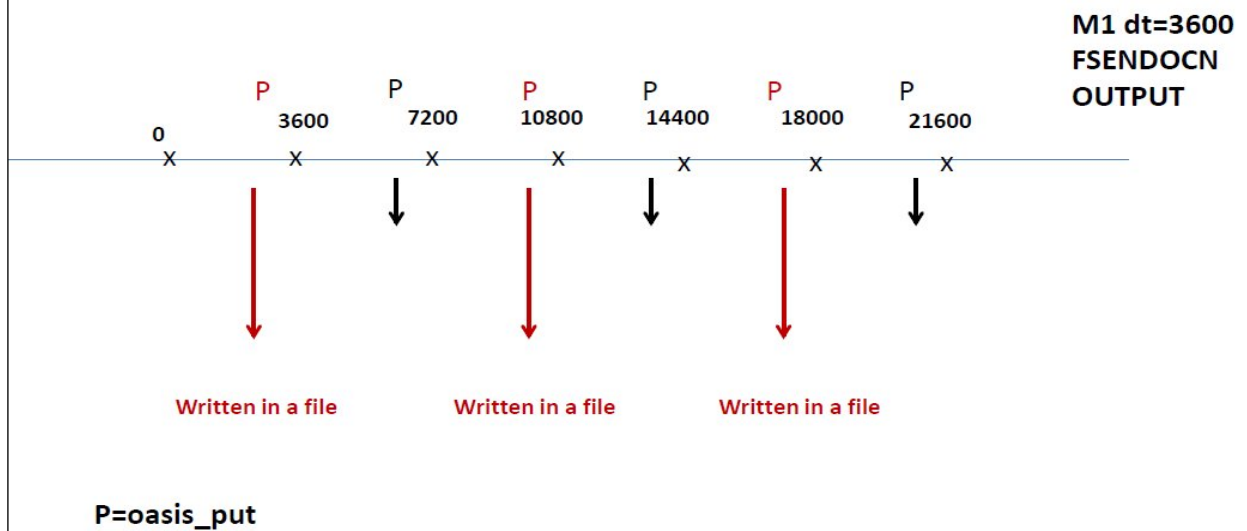 M1 dt=3600
FSENDOCN
OUTPUT
P P P P P P
0 3600 7200 10800 14400 18000 21600
x x x x x x x
Written in a file Written in a file Written in a file
P=oasis_put